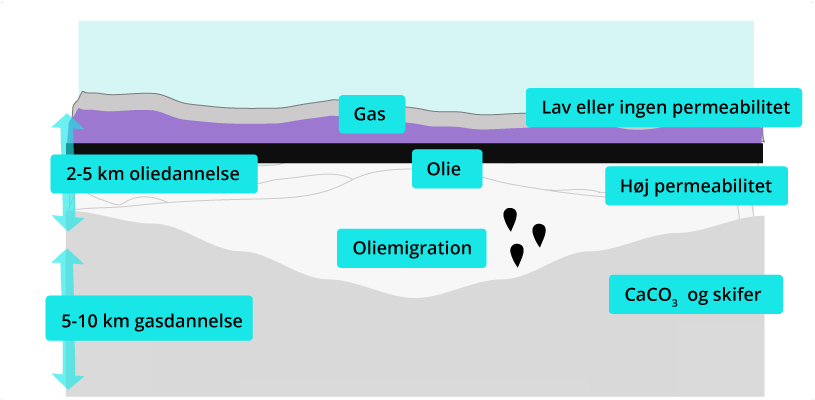 Gas
Lav eller ingen permeabilitet
2-5 km oliedannelse
Olie
Høj permeabilitet
Oliemigration
CaCO₃ og skifer
5-10 km gasdannelse